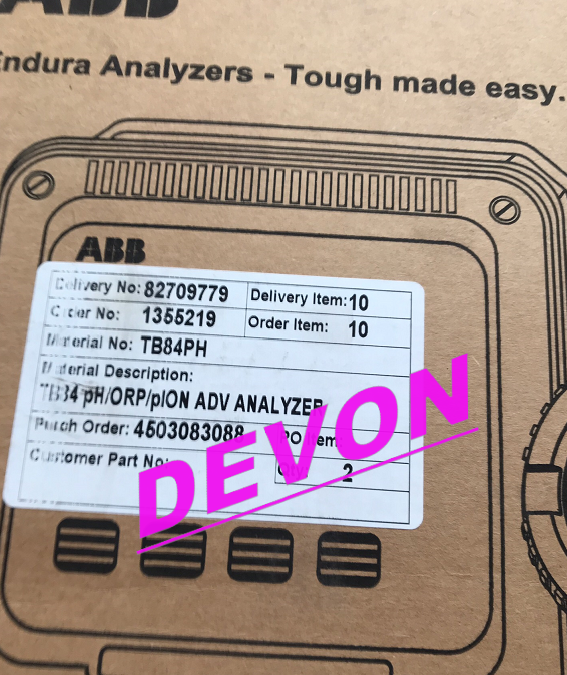 ABB
Endura Analyzers - Tough made easy.
ABB
Delivery No: 82709779 Delivery Item: 10
Order No: 1355219 Order Item: 10
Material No: TB84PH
Material Description:
TB84 pH/ORP/pION ADV ANALYZER
Purch Order: 4503083088 PO Item:
Customer Part No: Qty: 2
DEVON